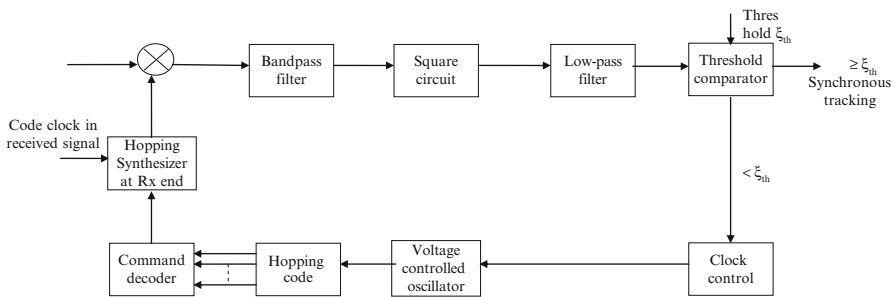 Thres
hold ξth
Bandpass
filter
Square
circuit
Low-pass
filter
Threshold
comparator
≥ ξth
Synchronous
tracking
Code clock in
received signal
Hopping
Synthesizer
at Rx end
< ξth
Command
decoder
Hopping
code
Voltage
controlled
oscillator
Clock
control